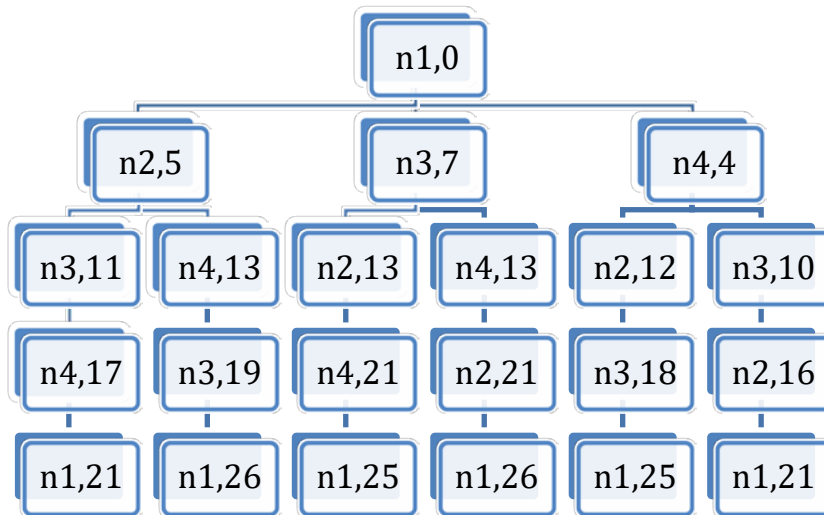 n1,0
n2,5 n3,7 n4,4
n3,11 n4,13 n2,13 n4,13 n2,12 n3,10
n4,17 n3,19 n4,21 n2,21 n3,18 n2,16
n1,21 n1,26 n1,25 n1,26 n1,25 n1,21